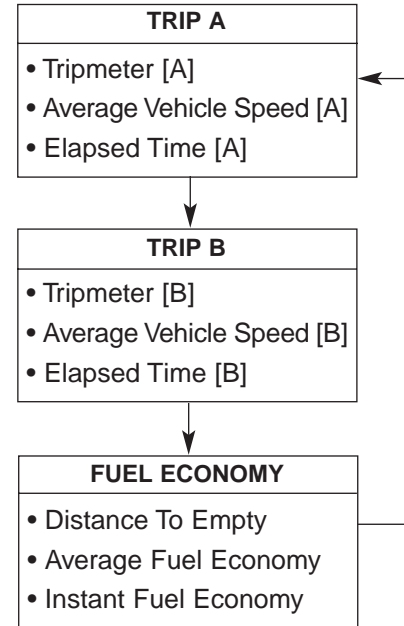 TRIP A
• Tripmeter [A]
• Average Vehicle Speed [A]
• Elapsed Time [A]
TRIP B
• Tripmeter [B]
• Average Vehicle Speed [B]
• Elapsed Time [B]
FUEL ECONOMY
• Distance To Empty
• Average Fuel Economy
• Instant Fuel Economy